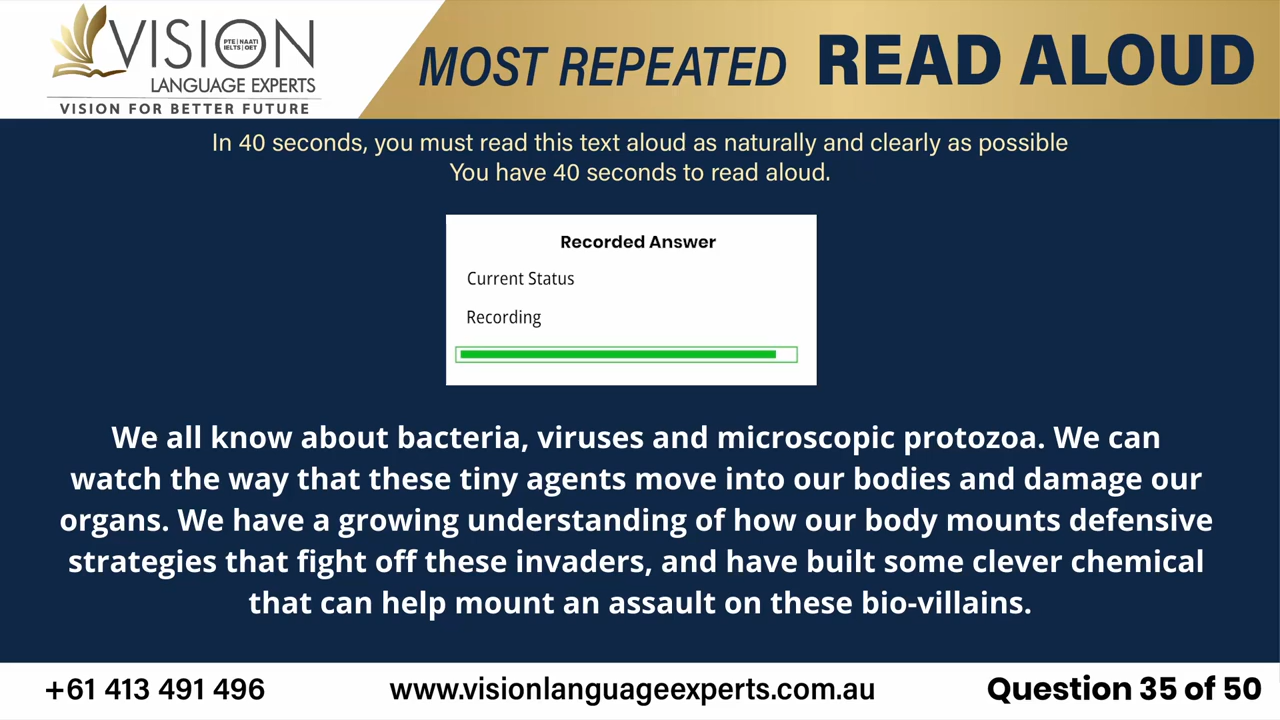 VISION
PTE | NAATI
IELTS | OET
LANGUAGE EXPERTS
VISION FOR BETTER FUTURE
MOST REPEATED READ ALOUD
In 40 seconds, you must read this text aloud as naturally and clearly as possible
You have 40 seconds to read aloud.
Recorded Answer
Current Status
Recording
We all know about bacteria, viruses and microscopic protozoa. We can
watch the way that these tiny agents move into our bodies and damage our
organs. We have a growing understanding of how our body mounts defensive
strategies that fight off these invaders, and have built some clever chemical
that can help mount an assault on these bio-villains.
+61 413 491 496
www.visionlanguageexperts.com.au
Question 35 of 50